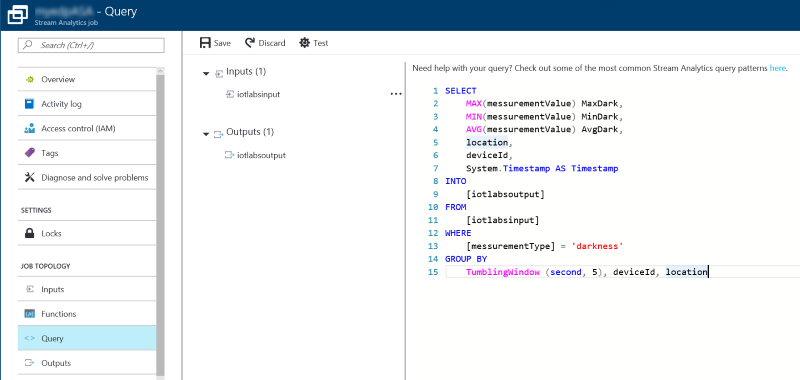 - Query
Stream Analytics job
Search (Ctrl+/)
Overview
Activity log
Access control (IAM)
Tags
Diagnose and solve problems
SETTINGS
Locks
JOB TOPOLOGY
Inputs
Functions
<> Query
Outputs
Save Discard Test
Inputs (1)
iotlabsinput ...
Outputs (1)
iotlabsoutput
Need help with your query? Check out some of the most common Stream Analytics query patterns here.
1 SELECT
2 MAX(messurementValue) MaxDark,
3 MIN(messurementValue) MinDark,
4 AVG(messurementValue) AvgDark,
5 location,
6 deviceId,
7 System.Timestamp AS Timestamp
8 INTO
9 [iotlabsoutput]
10 FROM
11 [iotlabsinput]
12 WHERE
13 [messurementType] = 'darkness'
14 GROUP BY
15 TumblingWindow (second, 5), deviceId, location